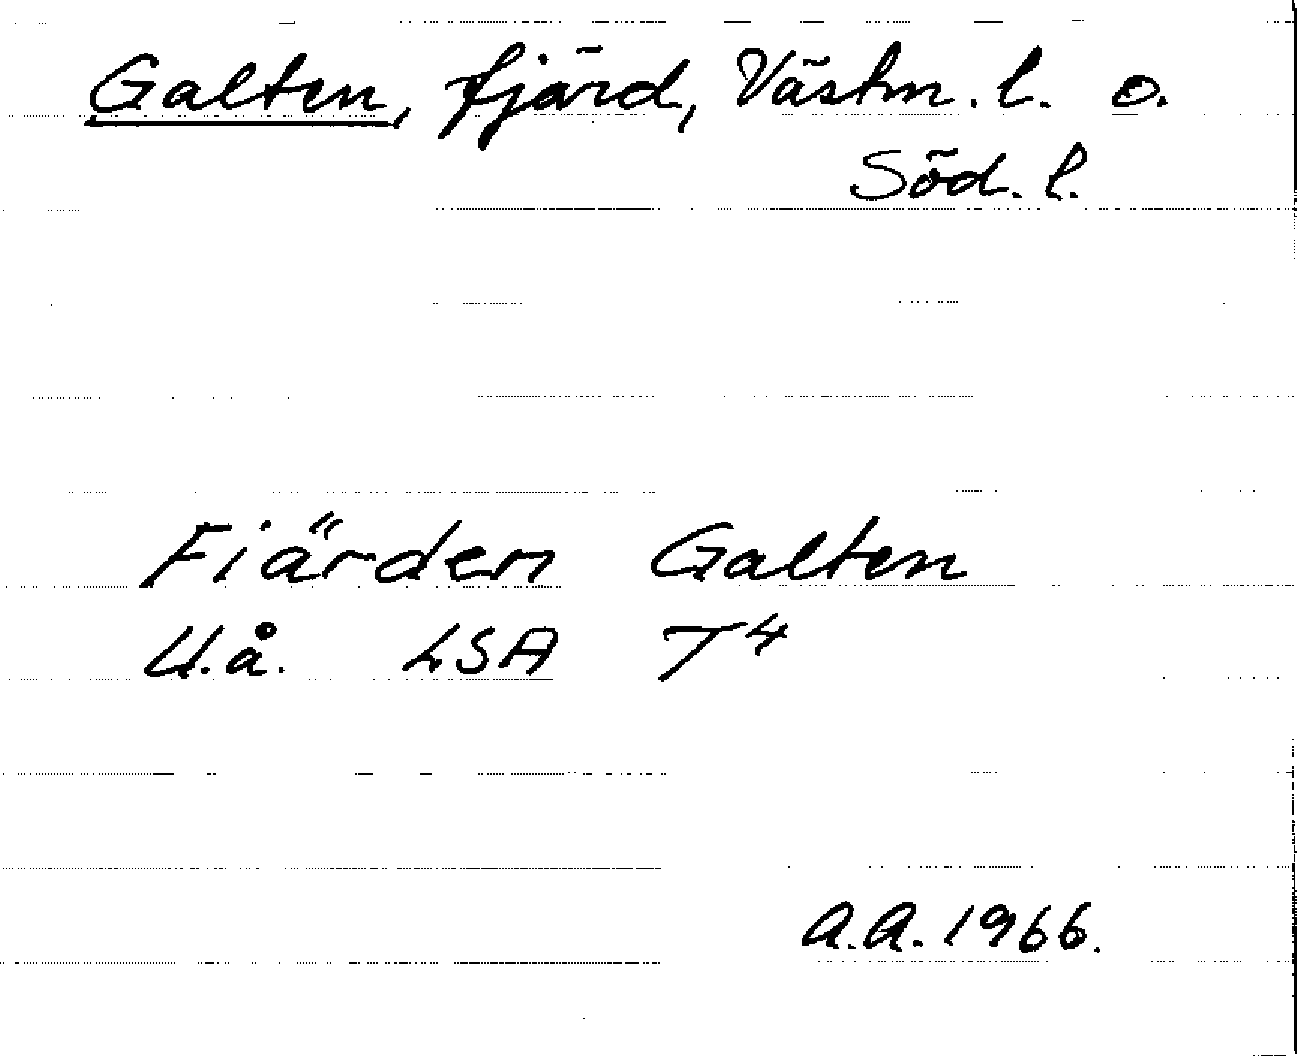 Galten, fjärd, Västm. l. o.
Söd. l.
Fiärden Galten
U.å. LSA T4
A.A. 1966.